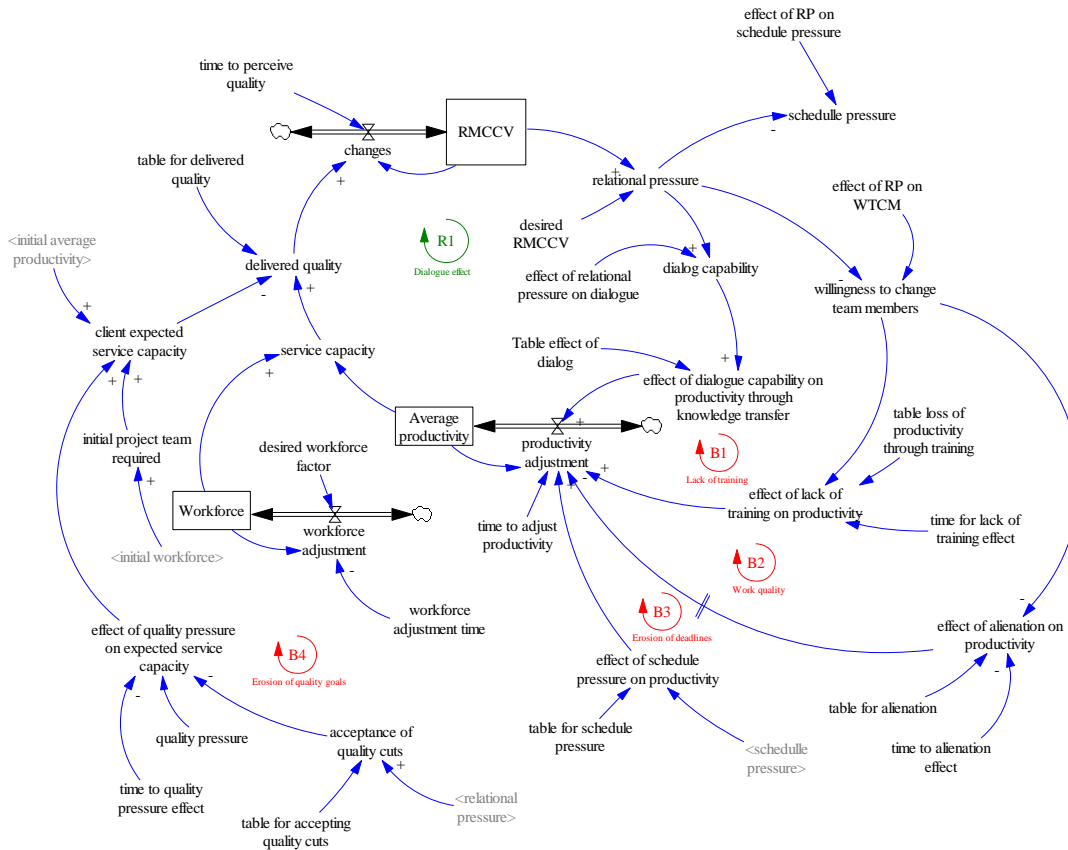 effect of RP on
schedule pressure
time to perceive
quality
RMCCV
schedulle pressure
-
changes
+
table for delivered
quality
+
relational pressure
effect of RP on
WTCM
<initial average
productivity>
R1
Dialogue effect
desired
RMCCV
+
delivered quality
-
+
effect of relational
pressure on dialogue
dialog capability
-
willingness to change
team members
+
client expected
service capacity
service capacity
+
+
+
Table effect of
dialog
+
effect of dialogue capability on
productivity through
knowledge transfer
Average
productivity
+
productivity
adjustment
table loss of
productivity
through training
initial project team
required
+
desired workforce
factor
B1
Lack of training
+
-
+
Workforce
effect of lack of
training on productivity
-
time to adjust
productivity
time for lack of
training effect
workforce
adjustment
-
<initial workforce>
B2
Work quality
workforce
adjustment time
B3
Erosion of deadlines
-
effect of quality pressure
on expected service
capacity
B4
Erosion of quality goals
effect of alienation on
productivity
effect of schedule
pressure on productivity
-
-
-
table for alienation
quality pressure
acceptance of
quality cuts
+
table for schedule
pressure
<schedulle
pressure>
time to alienation
effect
time to quality
pressure effect
<relational
pressure>
table for accepting
quality cuts